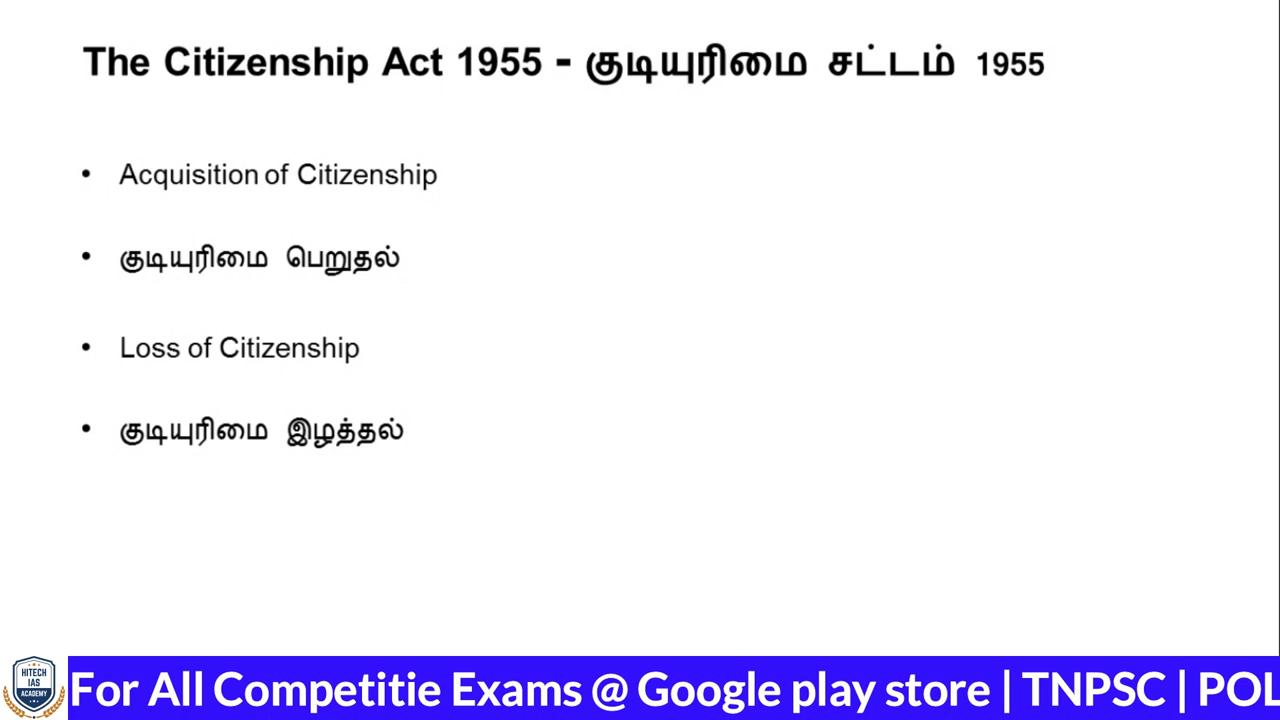 The Citizenship Act 1955 - குடியுரிமை சட்டம் 1955
• Acquisition of Citizenship
• குடியுரிமை பெறுதல்
• Loss of Citizenship
• குடியுரிமை இழத்தல்
HITECH
IAS
ACADEMY
For All Competitie Exams @ Google play store | TNPSC | POL